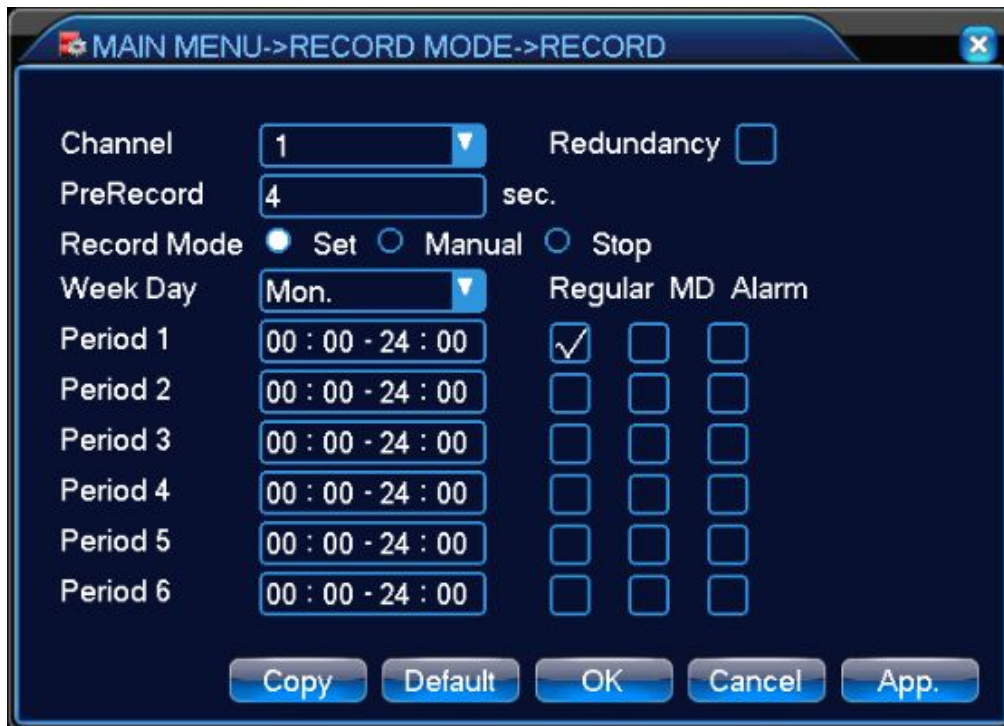 MAIN MENU->RECORD MODE->RECORD
Channel 1 Redundancy
PreRecord 4 sec.
Record Mode Set Manual Stop
Week Day Mon. Regular MD Alarm
Period 1 00 : 00 - 24 : 00
Period 2 00 : 00 - 24 : 00
Period 3 00 : 00 - 24 : 00
Period 4 00 : 00 - 24 : 00
Period 5 00 : 00 - 24 : 00
Period 6 00 : 00 - 24 : 00
Copy Default OK Cancel App.